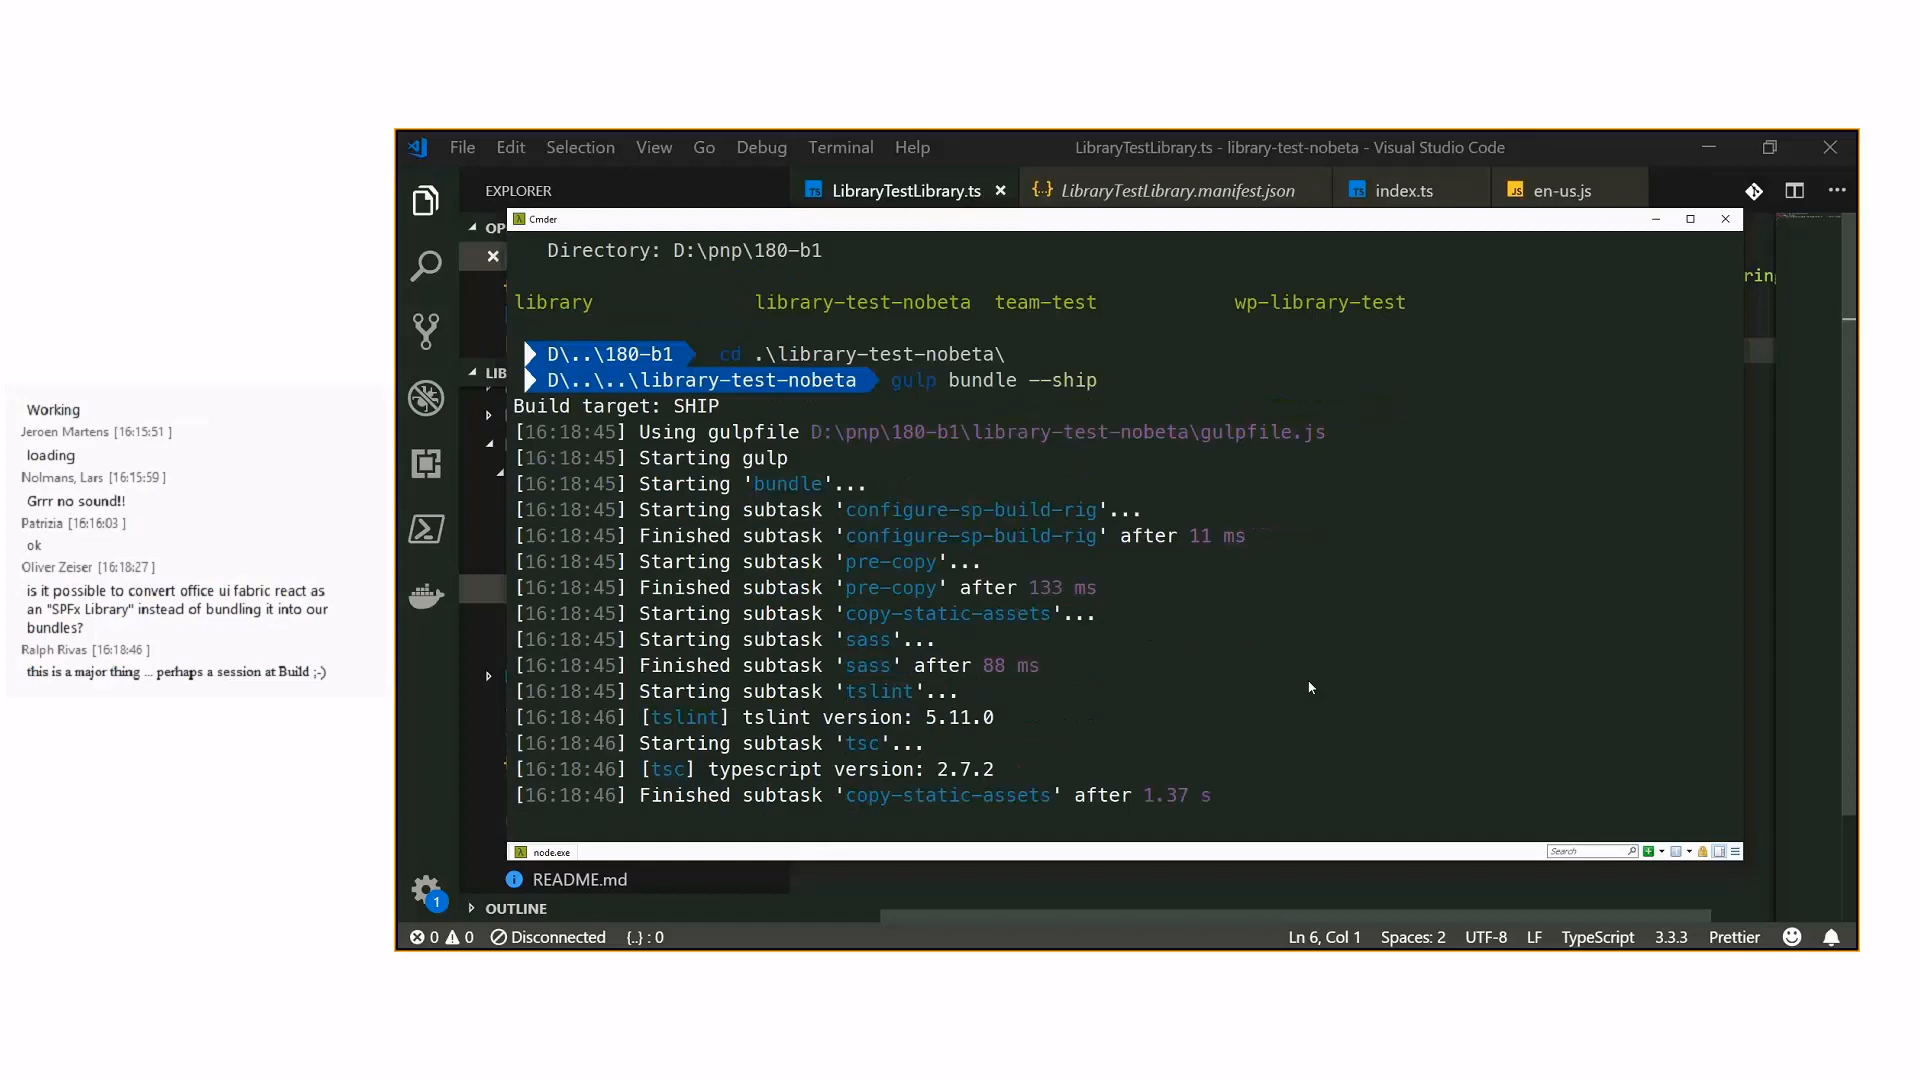 Working
Jeroen Martens [16:15:51 ]
loading
Nolmans, Lars [16:15:59 ]
Grrr no sound!!
Patrizia [16:16:03 ]
ok
Oliver Zeiser [16:18:27 ]
is it possible to convert office ui fabric react as
an "SPFx Library" instead of bundling it into our
bundles?
Ralph Rivas [16:18:46 ]
this is a major thing ... perhaps a session at Build ;-)
File Edit Selection View Go Debug Terminal Help
LibraryTestLibrary.ts - library-test-nobeta - Visual Studio Code
EXPLORER
TS LibraryTestLibrary.ts
{..} LibraryTestLibrary.manifest.json
TS index.ts
JS en-us.js
OP
LIB
Cmder
Directory: D:\pnp\180-b1
library library-test-nobeta team-test wp-library-test
D\..\180-b1 cd .\library-test-nobeta\
D\..\..\library-test-nobeta gulp bundle --ship
Build target: SHIP
[16:18:45] Using gulpfile D:\pnp\180-b1\library-test-nobeta\gulpfile.js
[16:18:45] Starting gulp
[16:18:45] Starting 'bundle'...
[16:18:45] Starting subtask 'configure-sp-build-rig'...
[16:18:45] Finished subtask 'configure-sp-build-rig' after 11 ms
[16:18:45] Starting subtask 'pre-copy'...
[16:18:45] Finished subtask 'pre-copy' after 133 ms
[16:18:45] Starting subtask 'copy-static-assets'...
[16:18:45] Starting subtask 'sass'...
[16:18:45] Finished subtask 'sass' after 88 ms
[16:18:45] Starting subtask 'tslint'...
[16:18:46] [tslint] tslint version: 5.11.0
[16:18:46] Starting subtask 'tsc'...
[16:18:46] [tsc] typescript version: 2.7.2
[16:18:46] Finished subtask 'copy-static-assets' after 1.37 s
node.exe
Search
README.md
OUTLINE
1
0 0 Disconnected {..} : 0
Ln 6, Col 1 Spaces: 2 UTF-8 LF TypeScript 3.3.3 Prettier